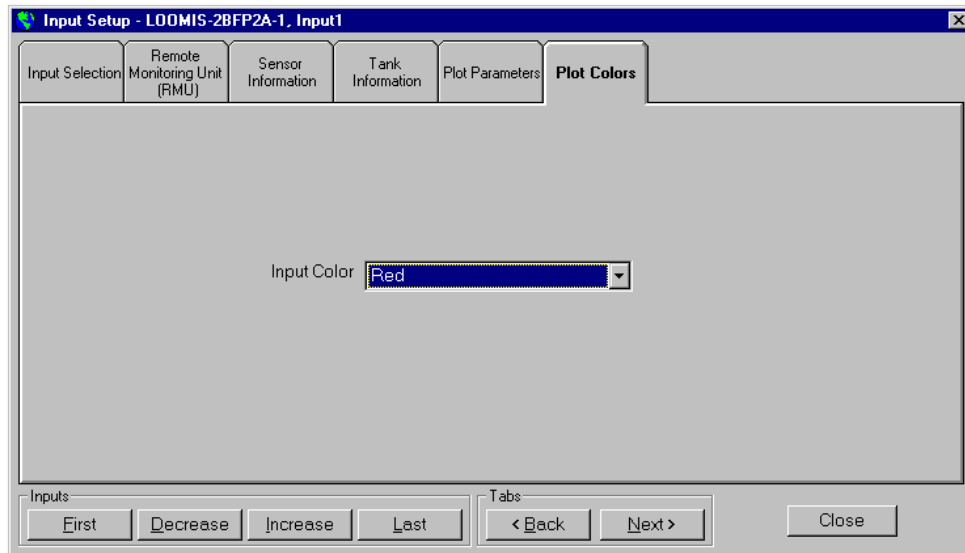 Input Setup - LOOMIS-2BFP2A-1, Input1
Input Selection
Remote
Monitoring Unit
(RMU)
Sensor
Information
Tank
Information
Plot Parameters
Plot Colors
Input Color
Red
Inputs
First
Decrease
Increase
Last
Tabs
< Back
Next >
Close